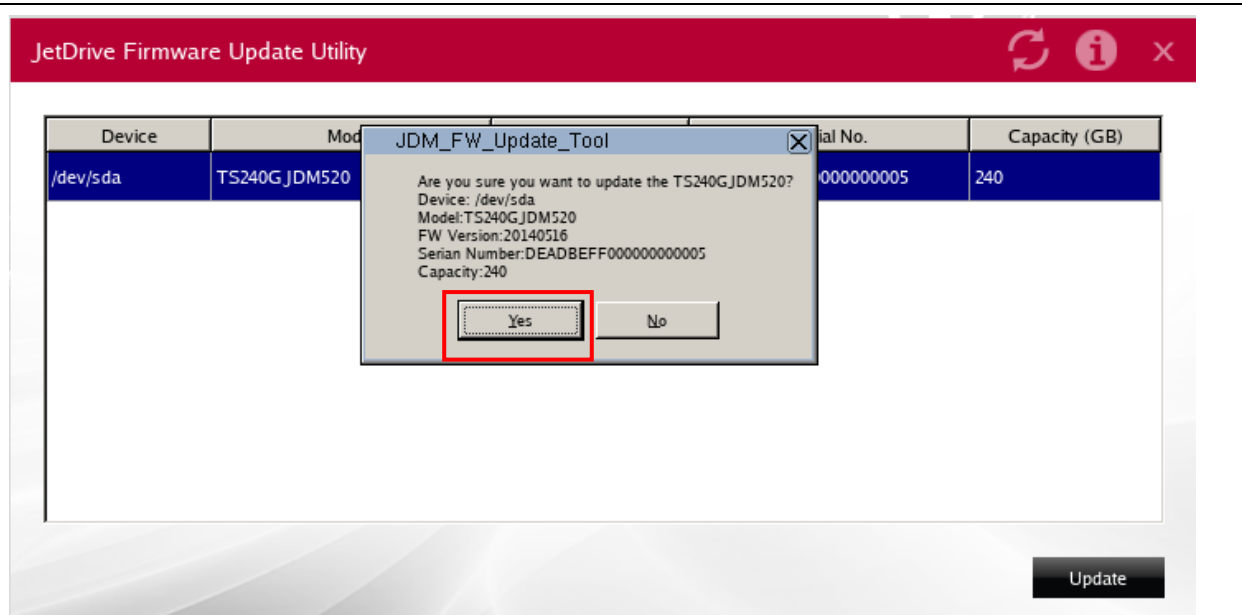 JetDrive Firmware Update Utility
Device Mod ial No. Capacity (GB)
JDM_FW_Update_Tool
/dev/sda TS240GJDM520 000000005 240
Are you sure you want to update the TS240GJDM520?
Device: /dev/sda
Model:TS240GJDM520
FW Version:20140516
Serian Number:DEADBEFF000000000005
Capacity:240
Yes No
Update